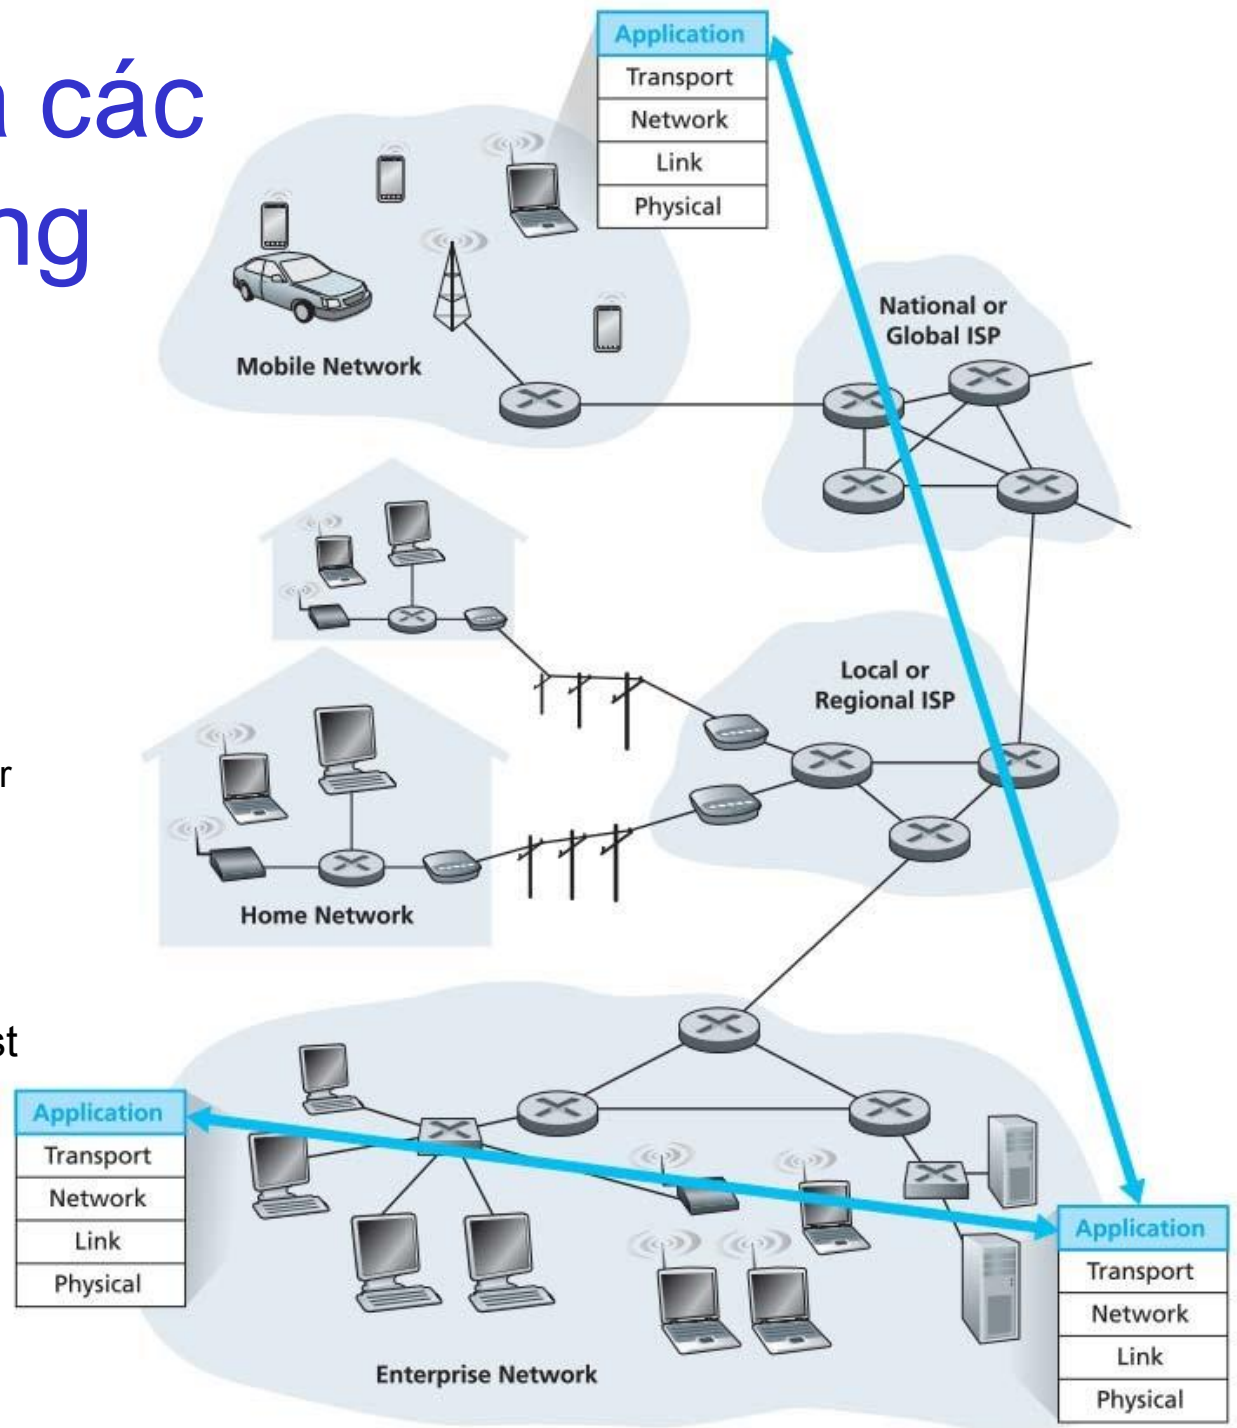 các
ng
r
st
Application
Transport
Network
Link
Physical
National or
Global ISP
Mobile Network
Local or
Regional ISP
Home Network
Application
Transport
Network
Link
Physical
Application
Transport
Network
Link
Physical
Enterprise Network